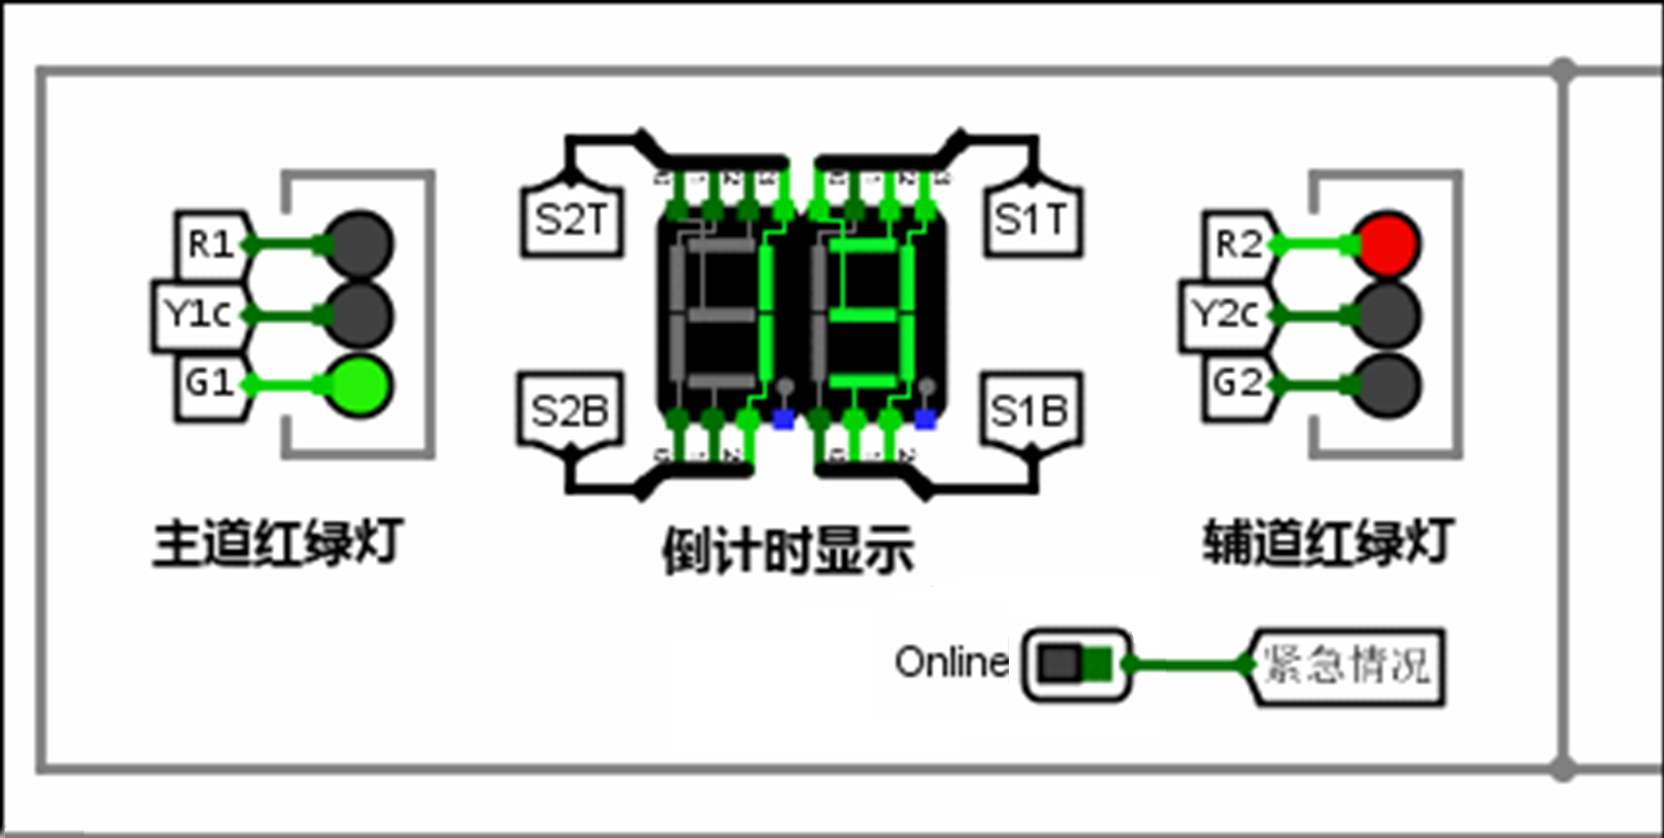 S2T S1T
R1 R2
Y1c Y2c
G1 G2
S2B S1B
主道红绿灯 倒计时显示 辅道红绿灯
Online 紧急情况